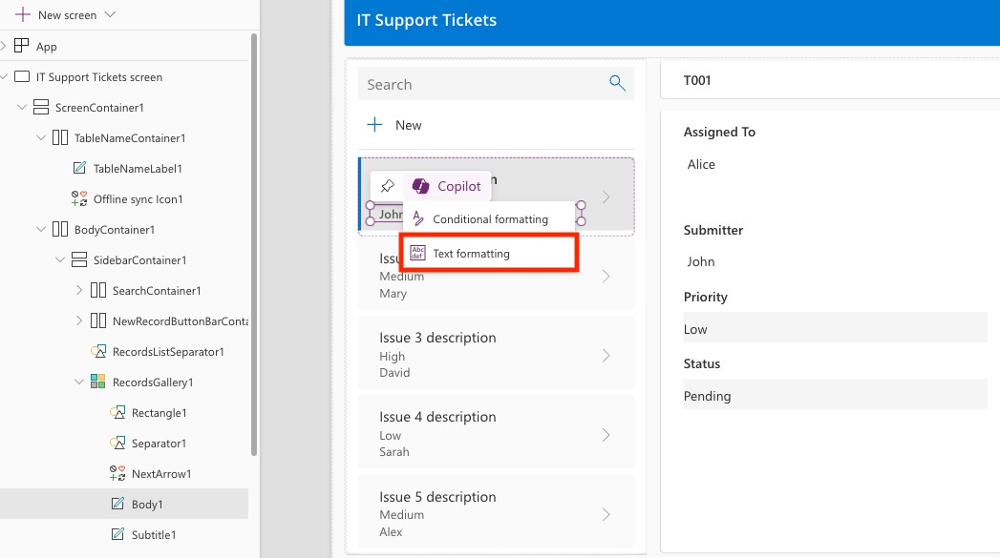 New screen
App
IT Support Tickets screen
ScreenContainer1
TableNameContainer1
TableNameLabel1
Offline sync Icon1
BodyContainer1
SidebarContainer1
SearchContainer1
NewRecordButtonBarConta
RecordsListSeparator1
RecordsGallery1
Rectangle1
Separator1
NextArrow1
Body1
Subtitle1
IT Support Tickets
Search
New
Copilot
John
Conditional formatting
Abc def Text formatting
Issu
Medium
Mary
Issue 3 description
High
David
Issue 4 description
Low
Sarah
Issue 5 description
Medium
Alex
T001
Assigned To
Alice
Submitter
John
Priority
Low
Status
Pending